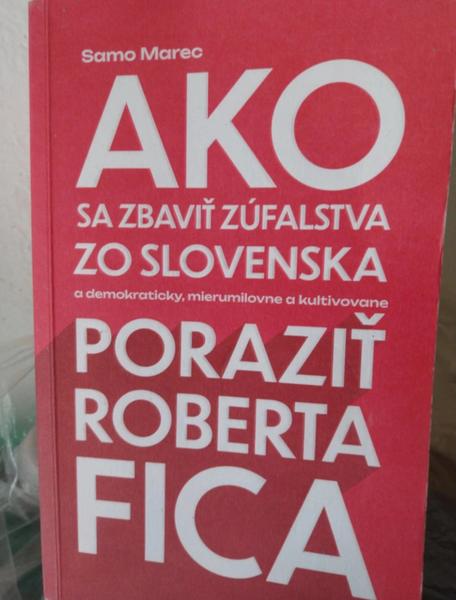 Samo Marec
AKO
SA ZBAVIŤ ZÚFALSTVA
ZO SLOVENSKA
a demokraticky, mierumilovne a kultivovane
PORAZIŤ
ROBERTA
FICA